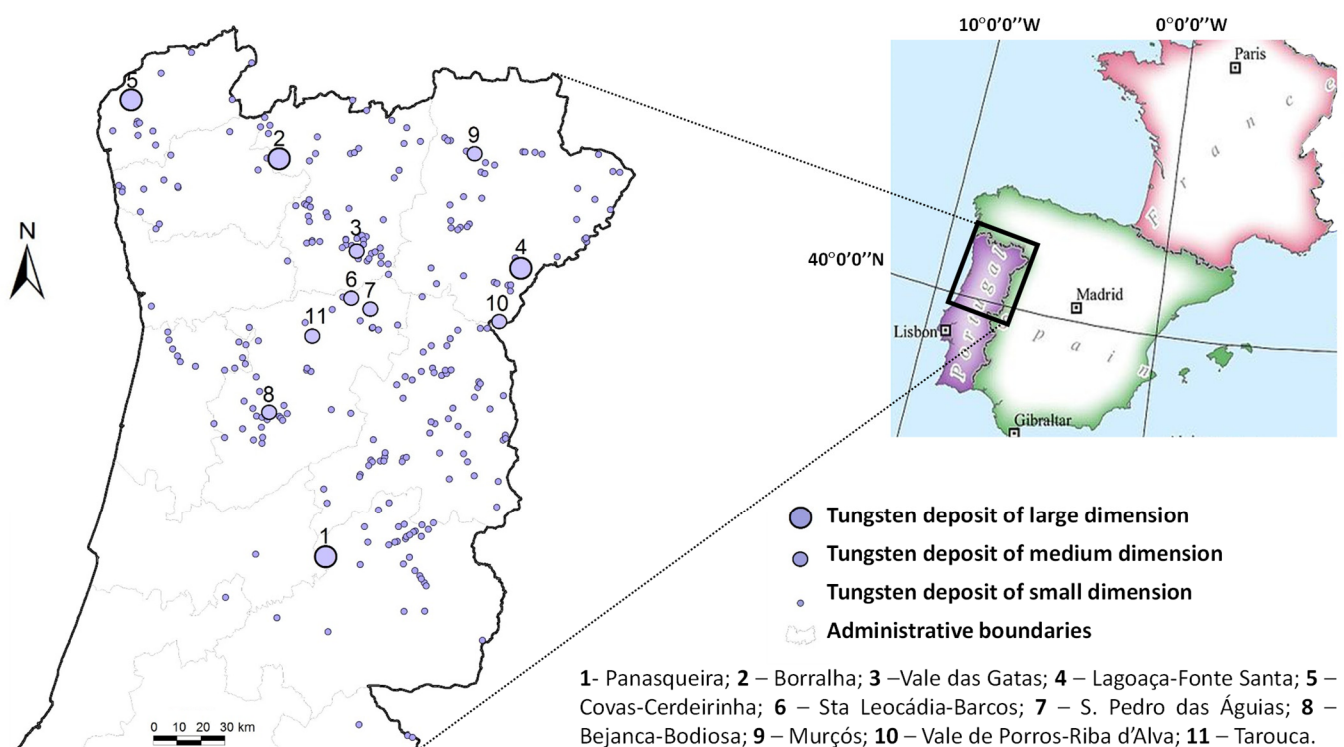 10°0'0''W
0°0'0''W
Paris
France
40°0'0''N
Portugal
Madrid
Lisbon
pain
Gibraltar
N
5
2
9
3
4
6
7
10
11
8
1
0 10 20 30 km
Tungsten deposit of large dimension
Tungsten deposit of medium dimension
Tungsten deposit of small dimension
Administrative boundaries
1- Panasqueira; 2 – Borralha; 3 –Vale das Gatas; 4 – Lagoaça-Fonte Santa; 5 –
Covas-Cerdeirinha; 6 – Sta Leocádia-Barcos; 7 – S. Pedro das Águias; 8 –
Bejanca-Bodiosa; 9 – Murçós; 10 – Vale de Porros-Riba d’Alva; 11 – Tarouca.